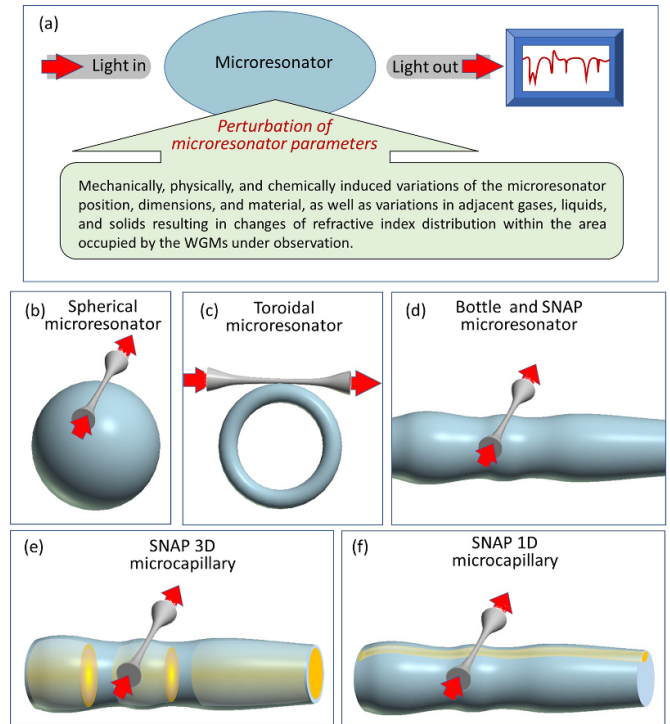 (a)
Microresonator
Light in
Light out
Perturbation of
microresonator parameters
Mechanically, physically, and chemically induced variations of the microresonator
position, dimensions, and material, as well as variations in adjacent gases, liquids,
and solids resulting in changes of refractive index distribution within the area
occupied by the WGMs under observation.
(b)
Spherical
microresonator
(c)
Toroidal
microresonator
(d)
Bottle and SNAP
microresonator
(e)
SNAP 3D
microcapillary
(f)
SNAP 1D
microcapillary